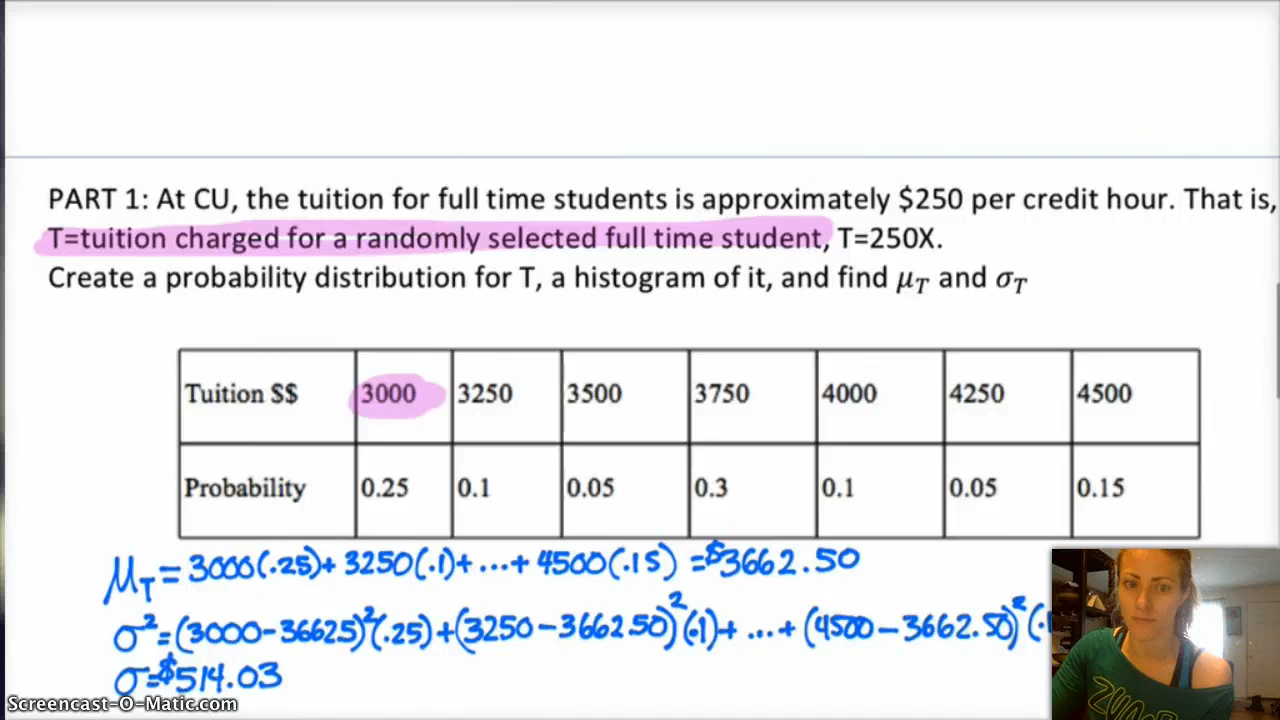 PART 1: At CU, the tuition for full time students is approximately $250 per credit hour. That is,
T=tuition charged for a randomly selected full time student, T=250X.
Create a probability distribution for T, a histogram of it, and find μT and σT
Tuition $$ 3000 3250 3500 3750 4000 4250 4500
Probability 0.25 0.1 0.05 0.3 0.1 0.05 0.15
μT = 3000(.25)+ 3250(.1)+ ...+ 4500(.15) =$3662.50
σ²=(3000-36625)²(.25)+(3250-3662.50)²(.1)+ ...+ (4500-3662.50)²(.
σ=$514.03
Screencast-O-Matic.com